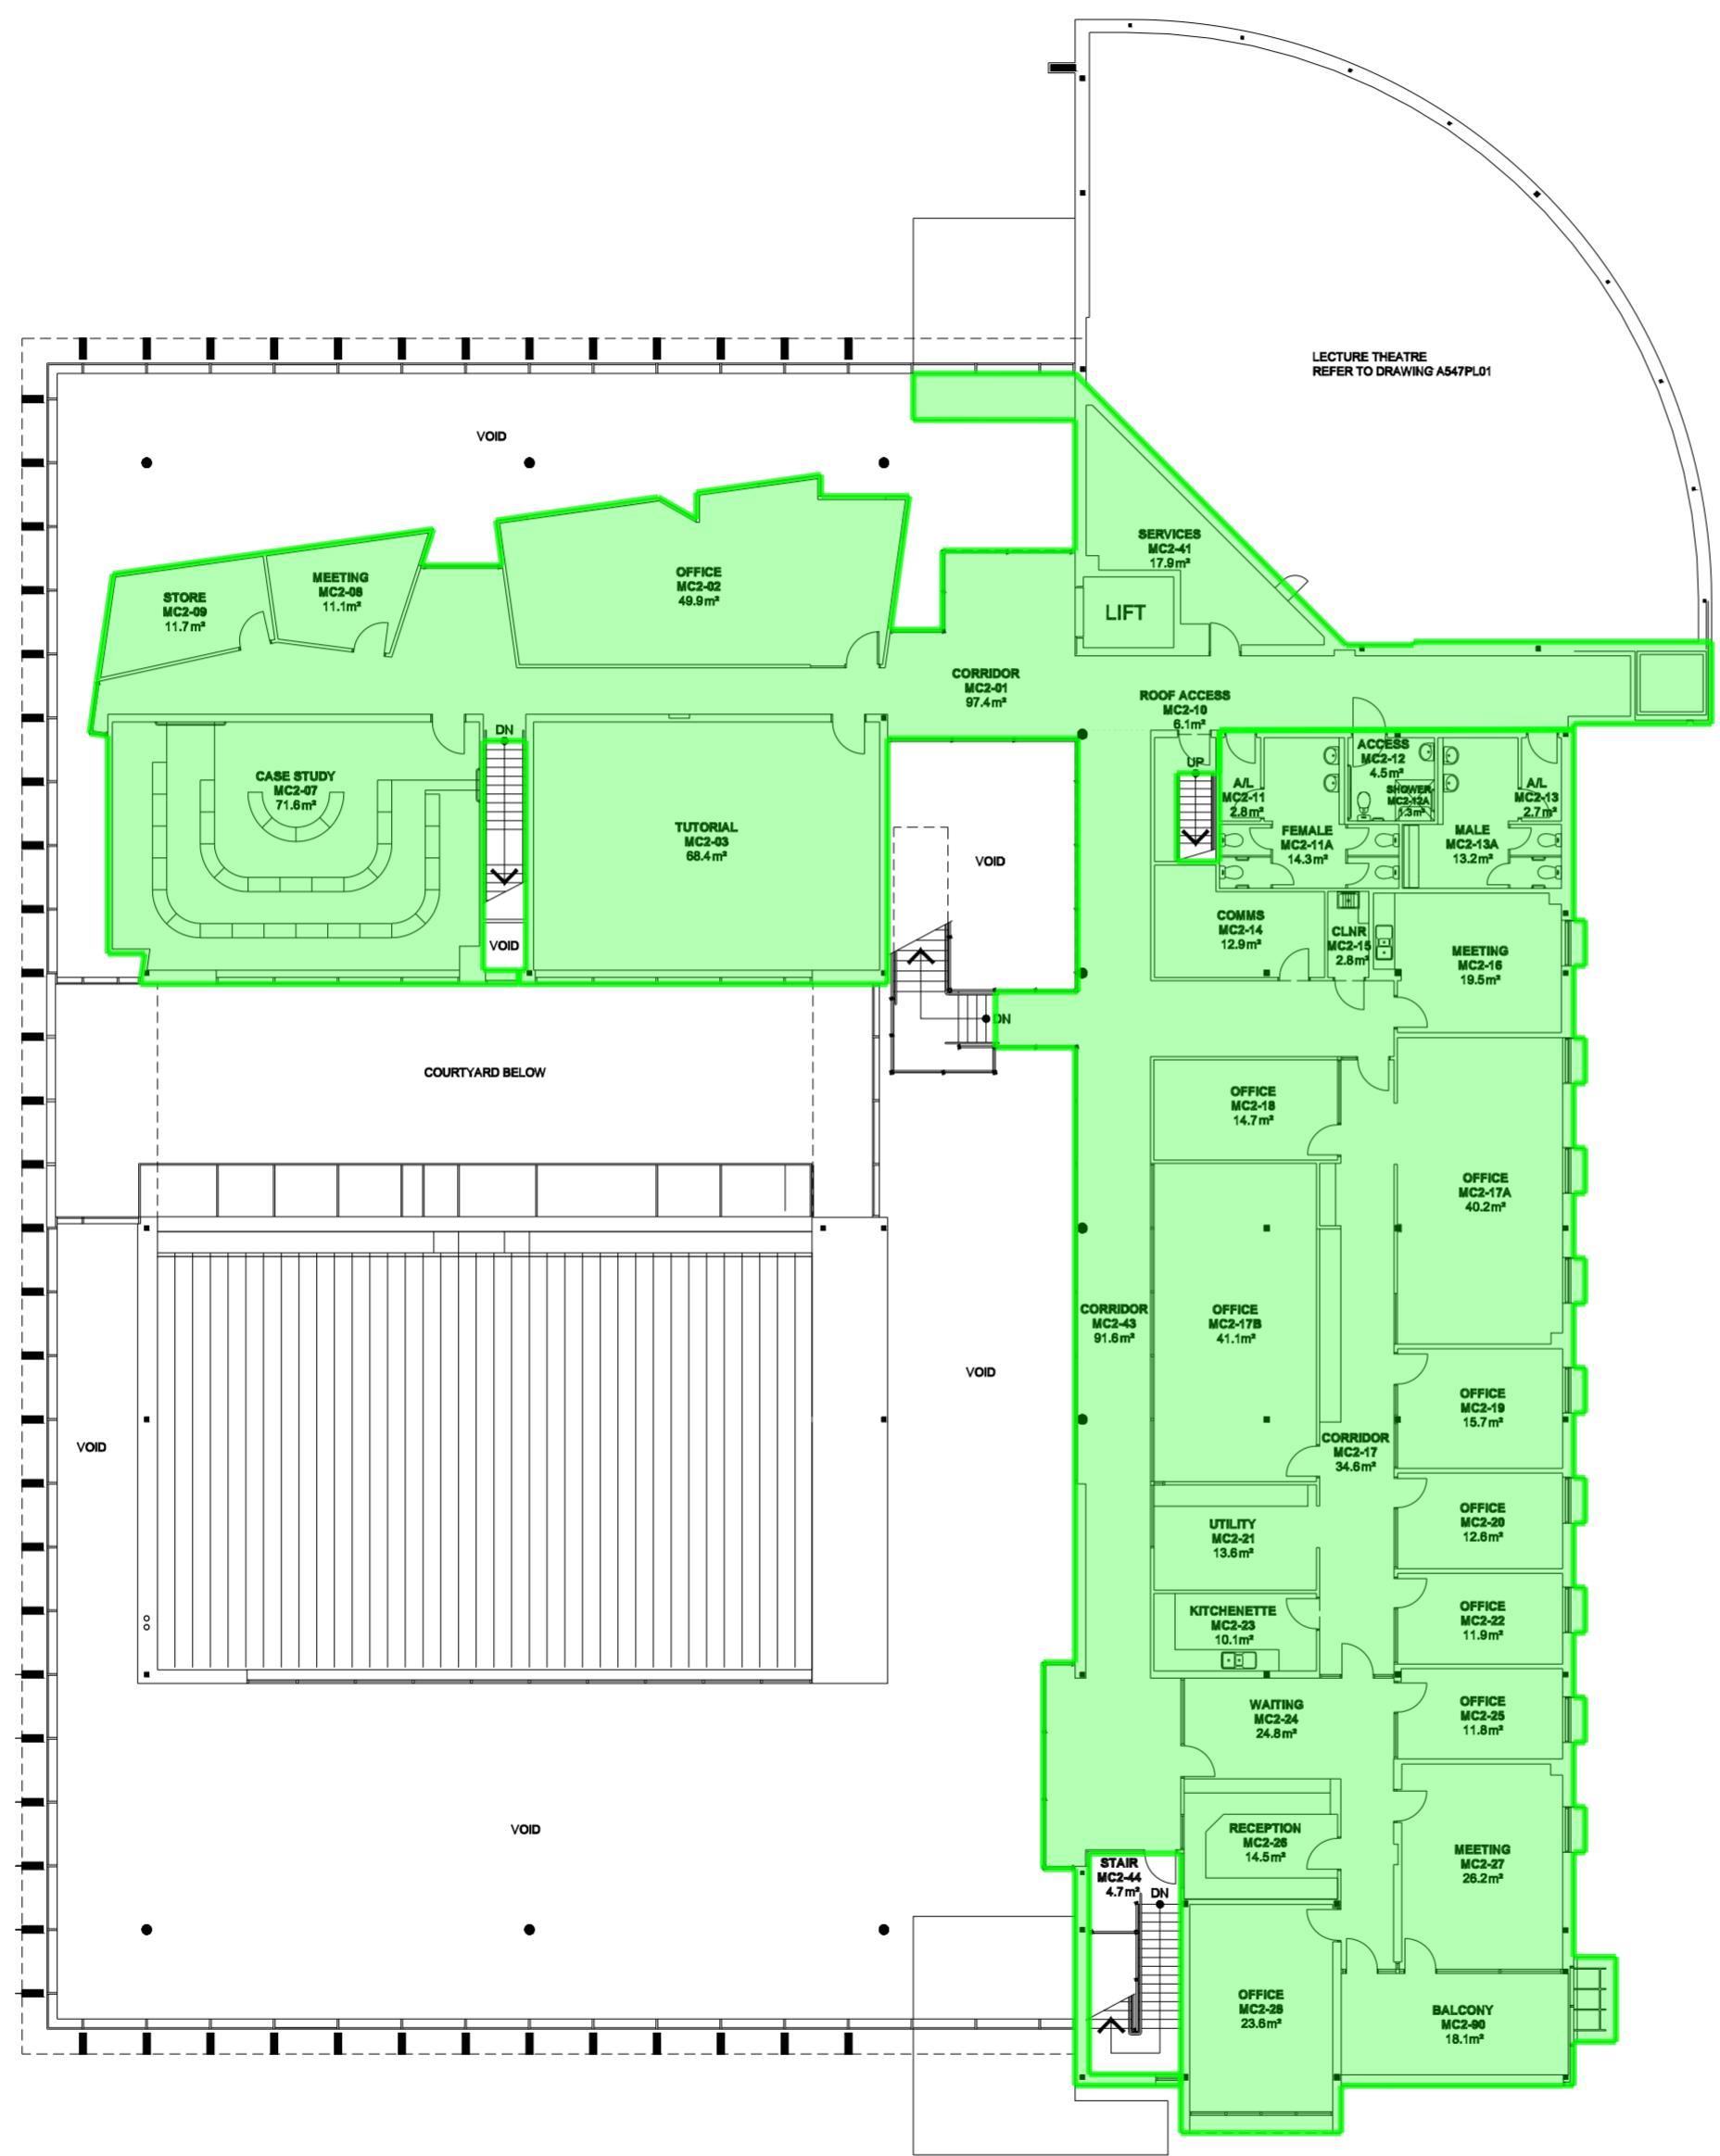 LECTURE THEATRE
REFER TO DRAWING A547PL01
VOID
SERVICES
MC2-41
17.9m²
LIFT
OFFICE
MC2-02
49.9m²
MEETING
MC2-08
11.1m²
STORE
MC2-09
11.7m²
CORRIDOR
MC2-01
97.4m²
ROOF ACCESS
MC2-10
6.1m²
DN
CASE STUDY
MC2-07
71.6m²
TUTORIAL
MC2-03
68.4m²
VOID
VOID
UP
A/L
MC2-11
2.8m²
FEMALE
MC2-11A
14.3m²
ACCESS
MC2-12
4.5m²
SHOWER
MC2-12A
1.3m²
A/L
MC2-13
2.7m²
MALE
MC2-13A
13.2m²
COMMS
MC2-14
12.9m²
CLNR
MC2-15
2.8m²
MEETING
MC2-16
19.5m²
DN
COURTYARD BELOW
OFFICE
MC2-18
14.7m²
OFFICE
MC2-17A
40.2m²
CORRIDOR
MC2-43
91.6m²
OFFICE
MC2-17B
41.1m²
VOID
OFFICE
MC2-19
15.7m²
CORRIDOR
MC2-17
34.6m²
VOID
OFFICE
MC2-20
12.6m²
UTILITY
MC2-21
13.6m²
OFFICE
MC2-22
11.9m²
KITCHENETTE
MC2-23
10.1m²
WAITING
MC2-24
24.8m²
OFFICE
MC2-25
11.8m²
VOID
RECEPTION
MC2-26
14.5m²
MEETING
MC2-27
26.2m²
STAIR
MC2-44
4.7m²
DN
OFFICE
MC2-28
23.6m²
BALCONY
MC2-90
18.1m²